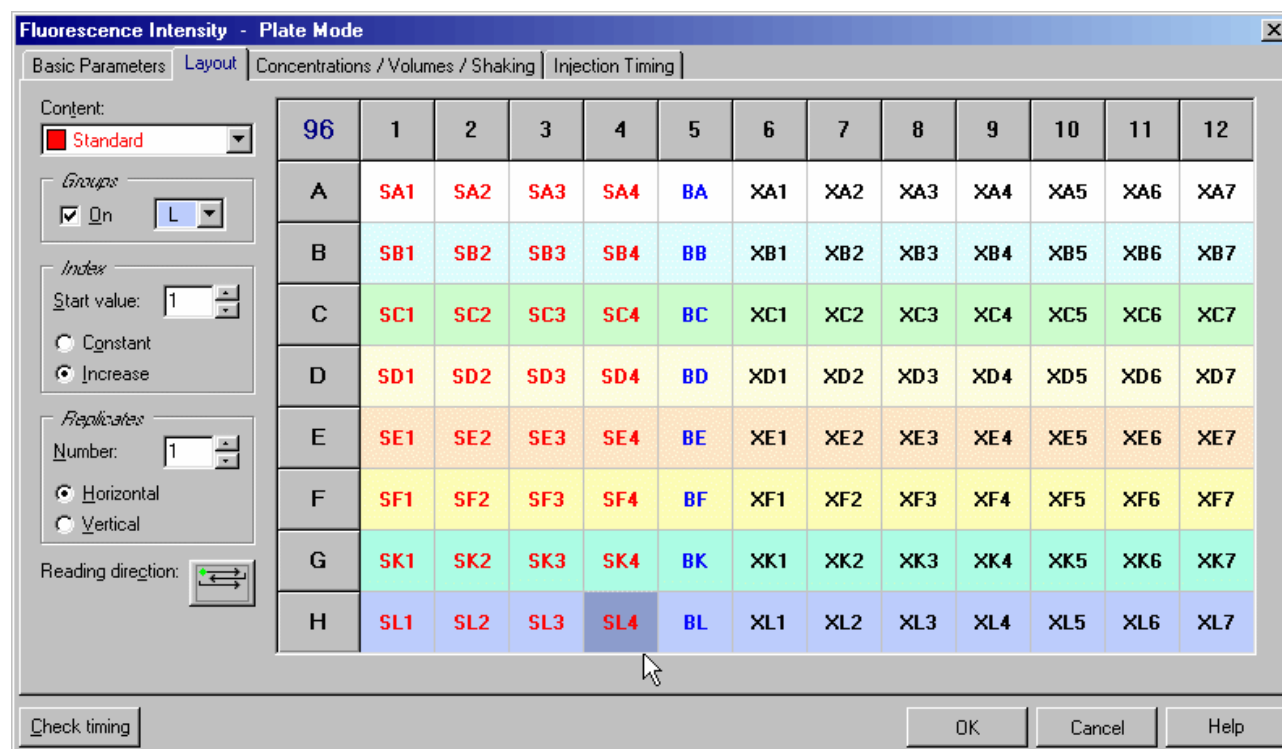 Fluorescence Intensity - Plate Mode
Basic Parameters Layout Concentrations / Volumes / Shaking Injection Timing
Content:
Standard
Groups
On L
Index
Start value: 1
Constant
Increase
Replicates
Number: 1
Horizontal
Vertical
Reading direction:
96 1 2 3 4 5 6 7 8 9 10 11 12
A SA1 SA2 SA3 SA4 BA XA1 XA2 XA3 XA4 XA5 XA6 XA7
B SB1 SB2 SB3 SB4 BB XB1 XB2 XB3 XB4 XB5 XB6 XB7
C SC1 SC2 SC3 SC4 BC XC1 XC2 XC3 XC4 XC5 XC6 XC7
D SD1 SD2 SD3 SD4 BD XD1 XD2 XD3 XD4 XD5 XD6 XD7
E SE1 SE2 SE3 SE4 BE XE1 XE2 XE3 XE4 XE5 XE6 XE7
F SF1 SF2 SF3 SF4 BF XF1 XF2 XF3 XF4 XF5 XF6 XF7
G SK1 SK2 SK3 SK4 BK XK1 XK2 XK3 XK4 XK5 XK6 XK7
H SL1 SL2 SL3 SL4 BL XL1 XL2 XL3 XL4 XL5 XL6 XL7
Check timing OK Cancel Help